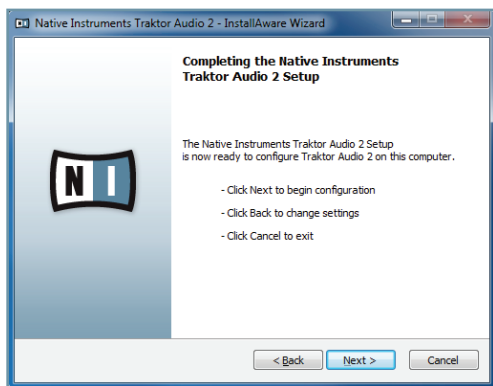 Native Instruments Traktor Audio 2 - InstallAware Wizard
Completing the Native Instruments
Traktor Audio 2 Setup
The Native Instruments Traktor Audio 2 Setup
is now ready to configure Traktor Audio 2 on this computer.
- Click Next to begin configuration
- Click Back to change settings
- Click Cancel to exit
NI
< Back Next > Cancel